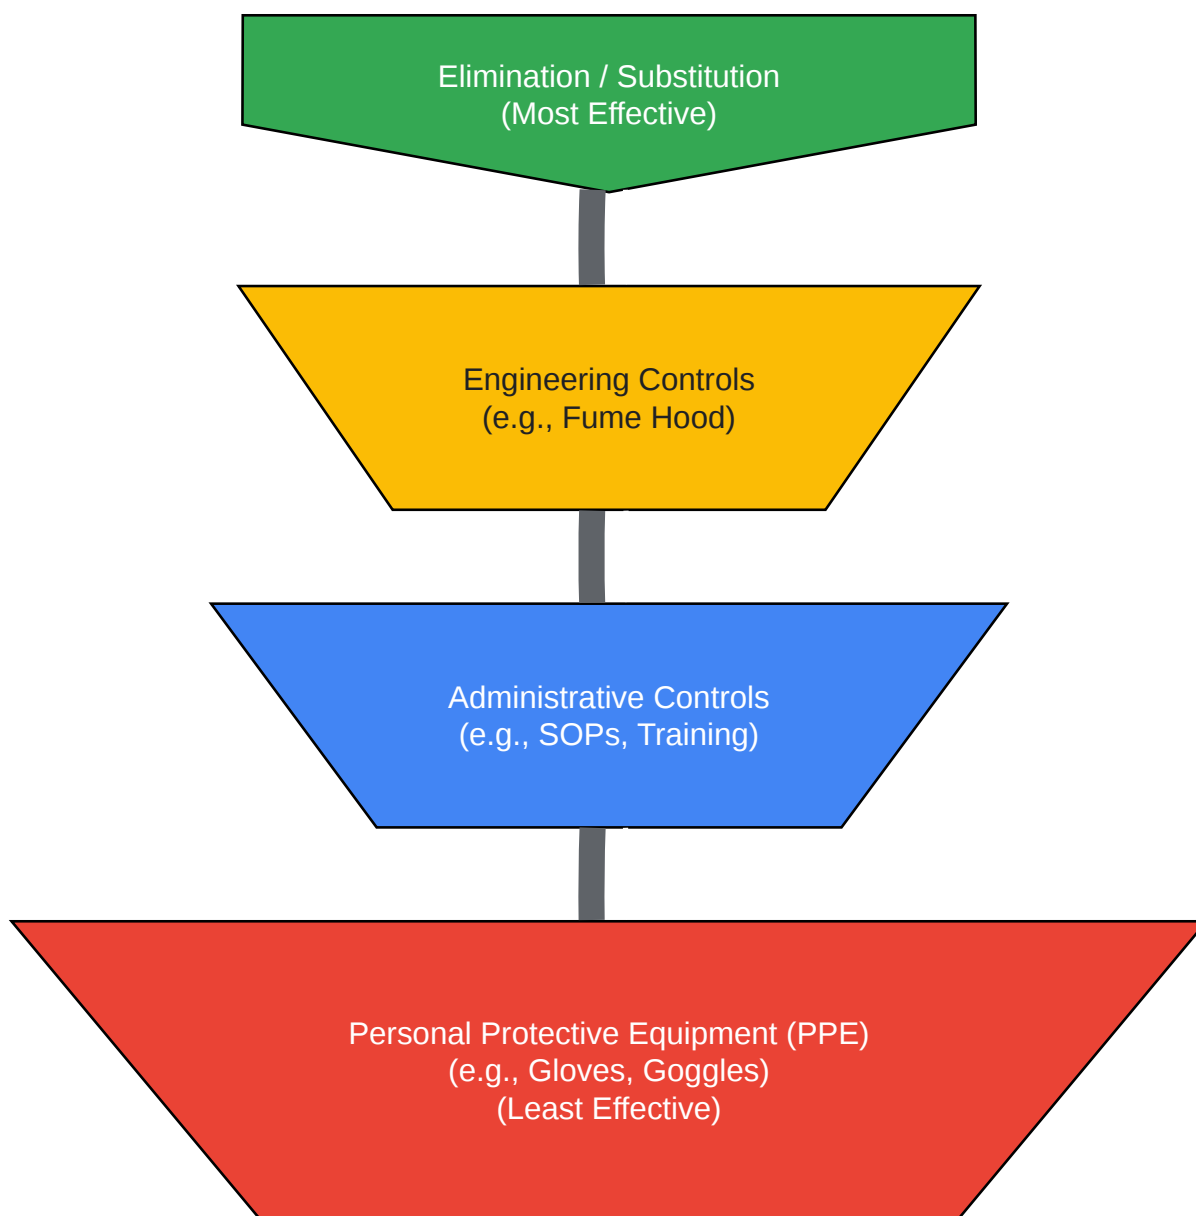 Elimination / Substitution
(Most Effective)
Engineering Controls
(e.g., Fume Hood)
Administrative Controls
(e.g., SOPs, Training)
Personal Protective Equipment (PPE)
(e.g., Gloves, Goggles)
(Least Effective)